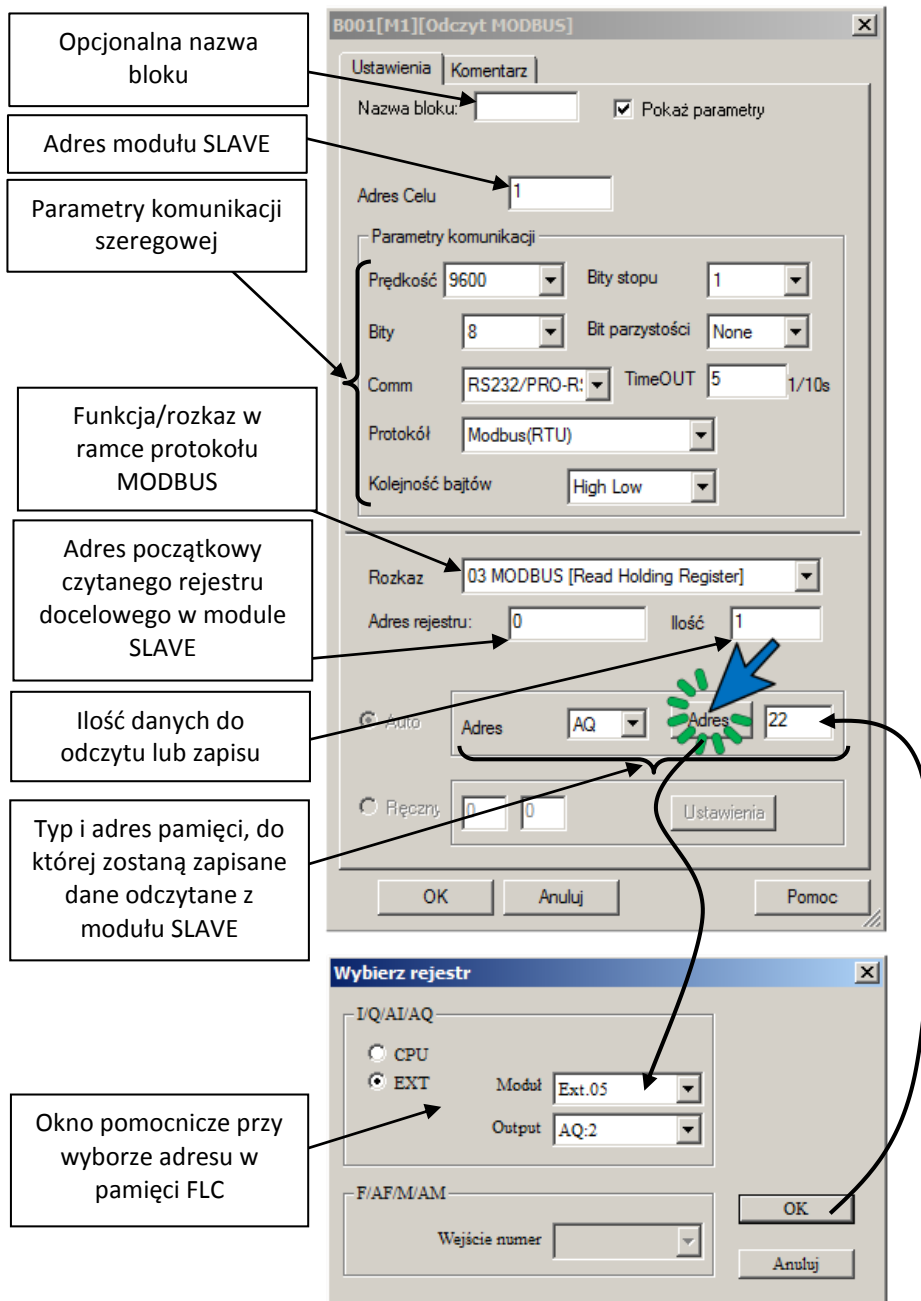 Opcjonalna nazwa
bloku
Adres modułu SLAVE
Parametry komunikacji
szeregowej
Funkcja/rozkaz w
ramce protokołu
MODBUS
Adres początkowy
czytanego rejestru
docelowego w module
SLAVE
Ilość danych do
odczytu lub zapisu
Typ i adres pamięci, do
której zostaną zapisane
dane odczytane z
modułu SLAVE
Okno pomocnicze przy
wyborze adresu w
pamięci FLC
B001[M1][Odczyt MODBUS]
Ustawienia Komentarz
Nazwa bloku: Pokaż parametry
Adres Celu 1
Parametry komunikacji
Prędkość 9600 Bity stopu 1
Bity 8 Bit parzystości None
Comm RS232/PRO-R: TimeOUT 5 1/10s
Protokół Modbus(RTU)
Kolejność bajtów High Low
Rozkaz 03 MODBUS [Read Holding Register]
Adres rejestru: 0 Ilość 1
Auto Adres AQ Adres 22
Ręczny 0 0 Ustawienia
OK Anuluj Pomoc
Wybierz rejestr
I/Q/AI/AQ
CPU
EXT Moduł Ext.05
Output AQ:2
F/AF/M/AM
Wejście numer
OK
Anuluj